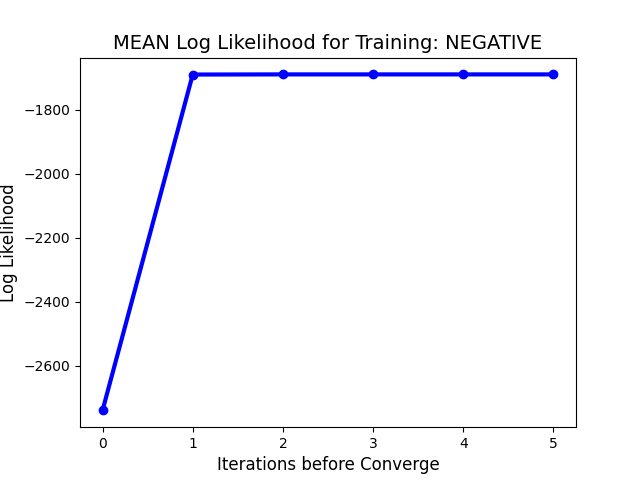 MEAN Log Likelihood for Training: NEGATIVE
Log Likelihood
−1800
−2000
−2200
−2400
−2600
0 1 2 3 4 5
Iterations before Converge